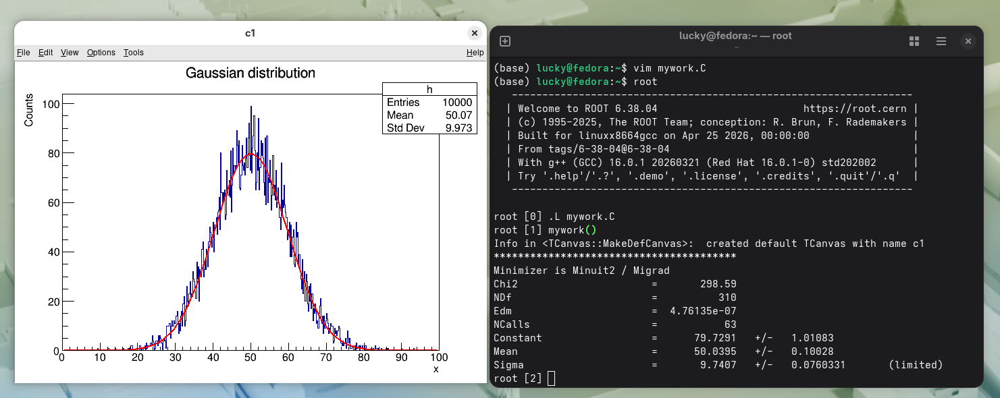 c1
File Edit View Options Tools Help
Gaussian distribution
h
Entries 10000
Mean 50.07
Std Dev 9.973
Counts
100
80
60
40
20
0
0 10 20 30 40 50 60 70 80 90 100
x
lucky@fedora:~ — root
~
(base) lucky@fedora:~$ vim mywork.C
(base) lucky@fedora:~$ root
------------------------------------------------------------------
| Welcome to ROOT 6.38.04 https://root.cern |
| (c) 1995-2025, The ROOT Team; conception: R. Brun, F. Rademakers |
| Built for linuxx8664gcc on Apr 25 2026, 00:00:00 |
| From tags/6-38-04@6-38-04 |
| With g++ (GCC) 16.0.1 20260321 (Red Hat 16.0.1-0) std202002 |
| Try '.help'/'.?', '.demo', '.license', '.credits', '.quit'/'.q' |
------------------------------------------------------------------
root [0] .L mywork.C
root [1] mywork()
Info in <TCanvas::MakeDefCanvas>: created default TCanvas with name c1
****************************************
Minimizer is Minuit2 / Migrad
Chi2 = 298.59
NDf = 310
Edm = 4.76135e-07
NCalls = 63
Constant = 79.7291 +/- 1.01083
Mean = 50.0395 +/- 0.10028
Sigma = 9.7407 +/- 0.0760331 (limited)
root [2]